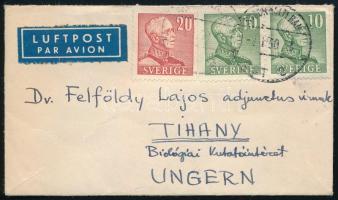 LUFTPOST
PAR AVION
20 10 10
SVERIGE SVERIGE SVERIGE
Dr. Felföldy Lajos adjunctus úrnak
TIHANY
Biológiai Kutatóintézet
UNGERN